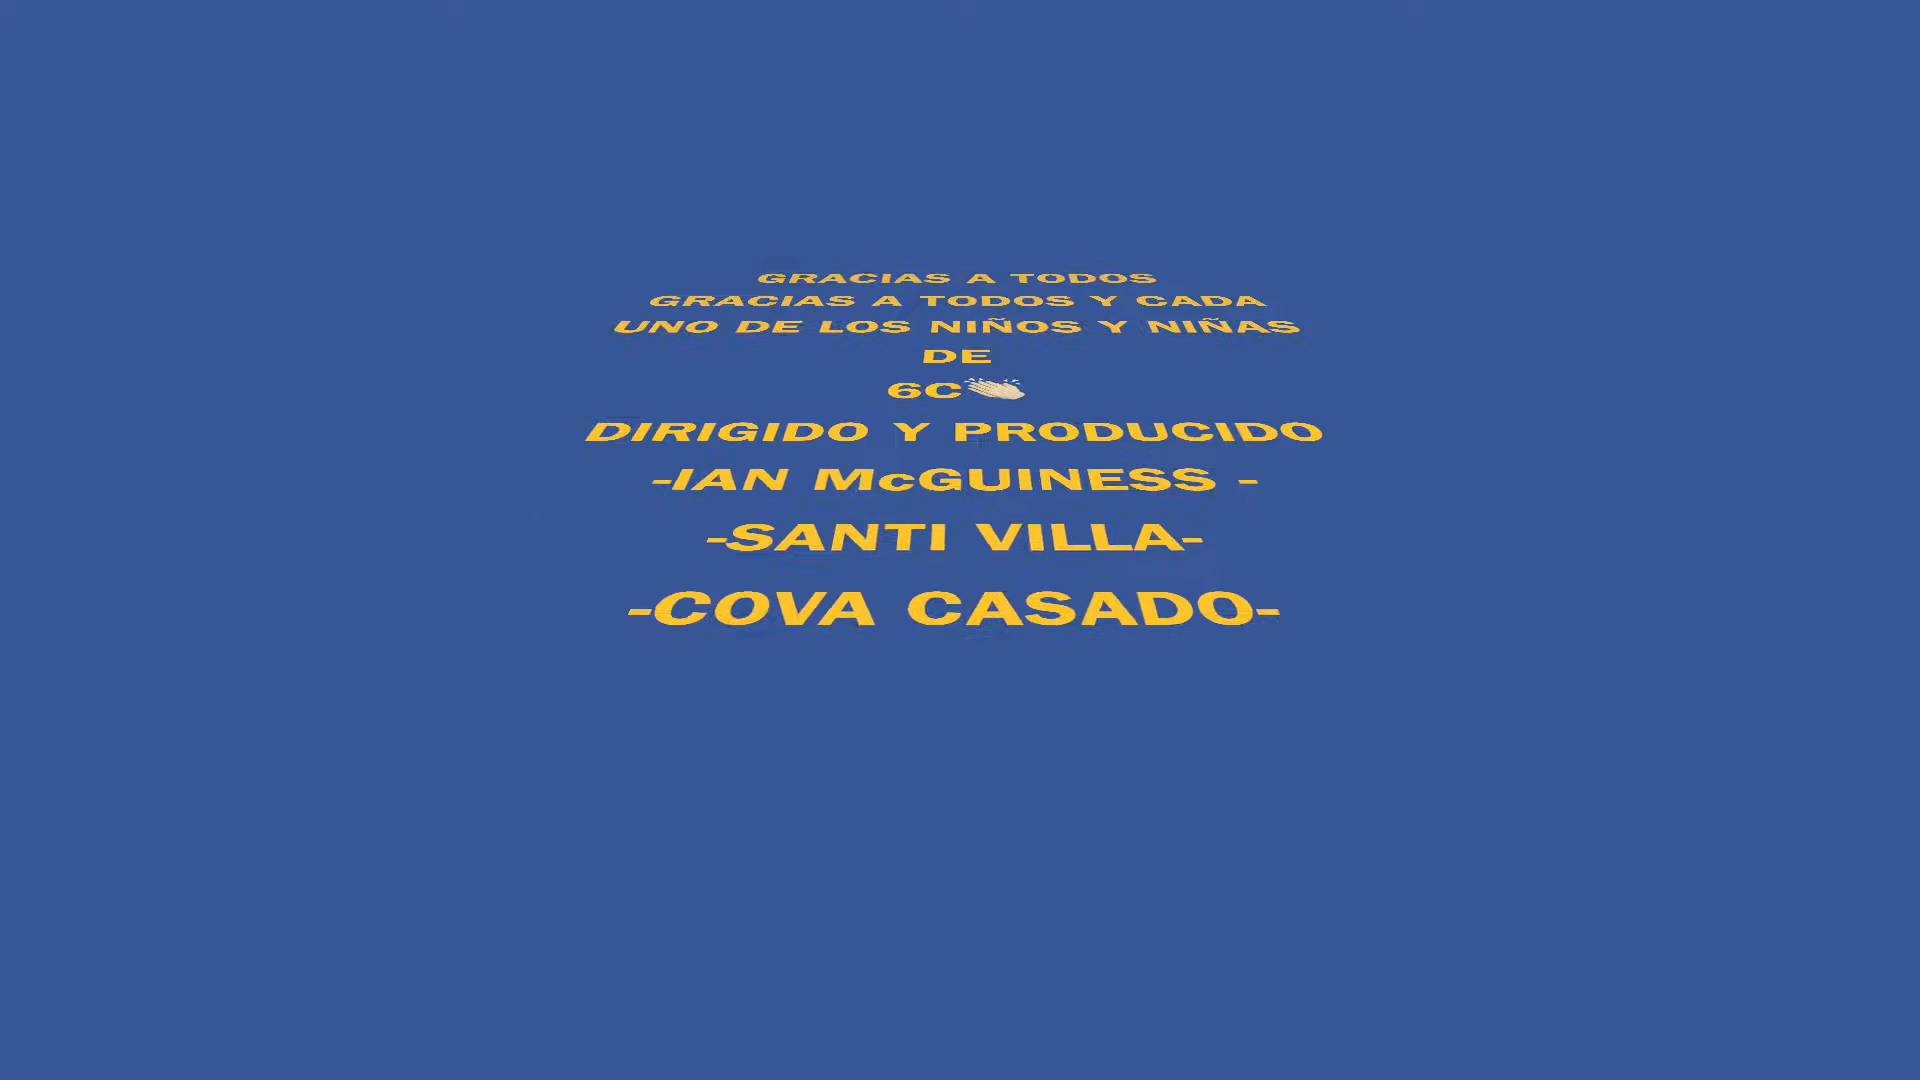 GRACIAS A TODOS
GRACIAS A TODOS Y CADA
UNO DE LOS NIÑOS Y NIÑAS
DE
6C👏🏻
DIRIGIDO Y PRODUCIDO
-IAN McGUINESS -
-SANTI VILLA-
-COVA CASADO-